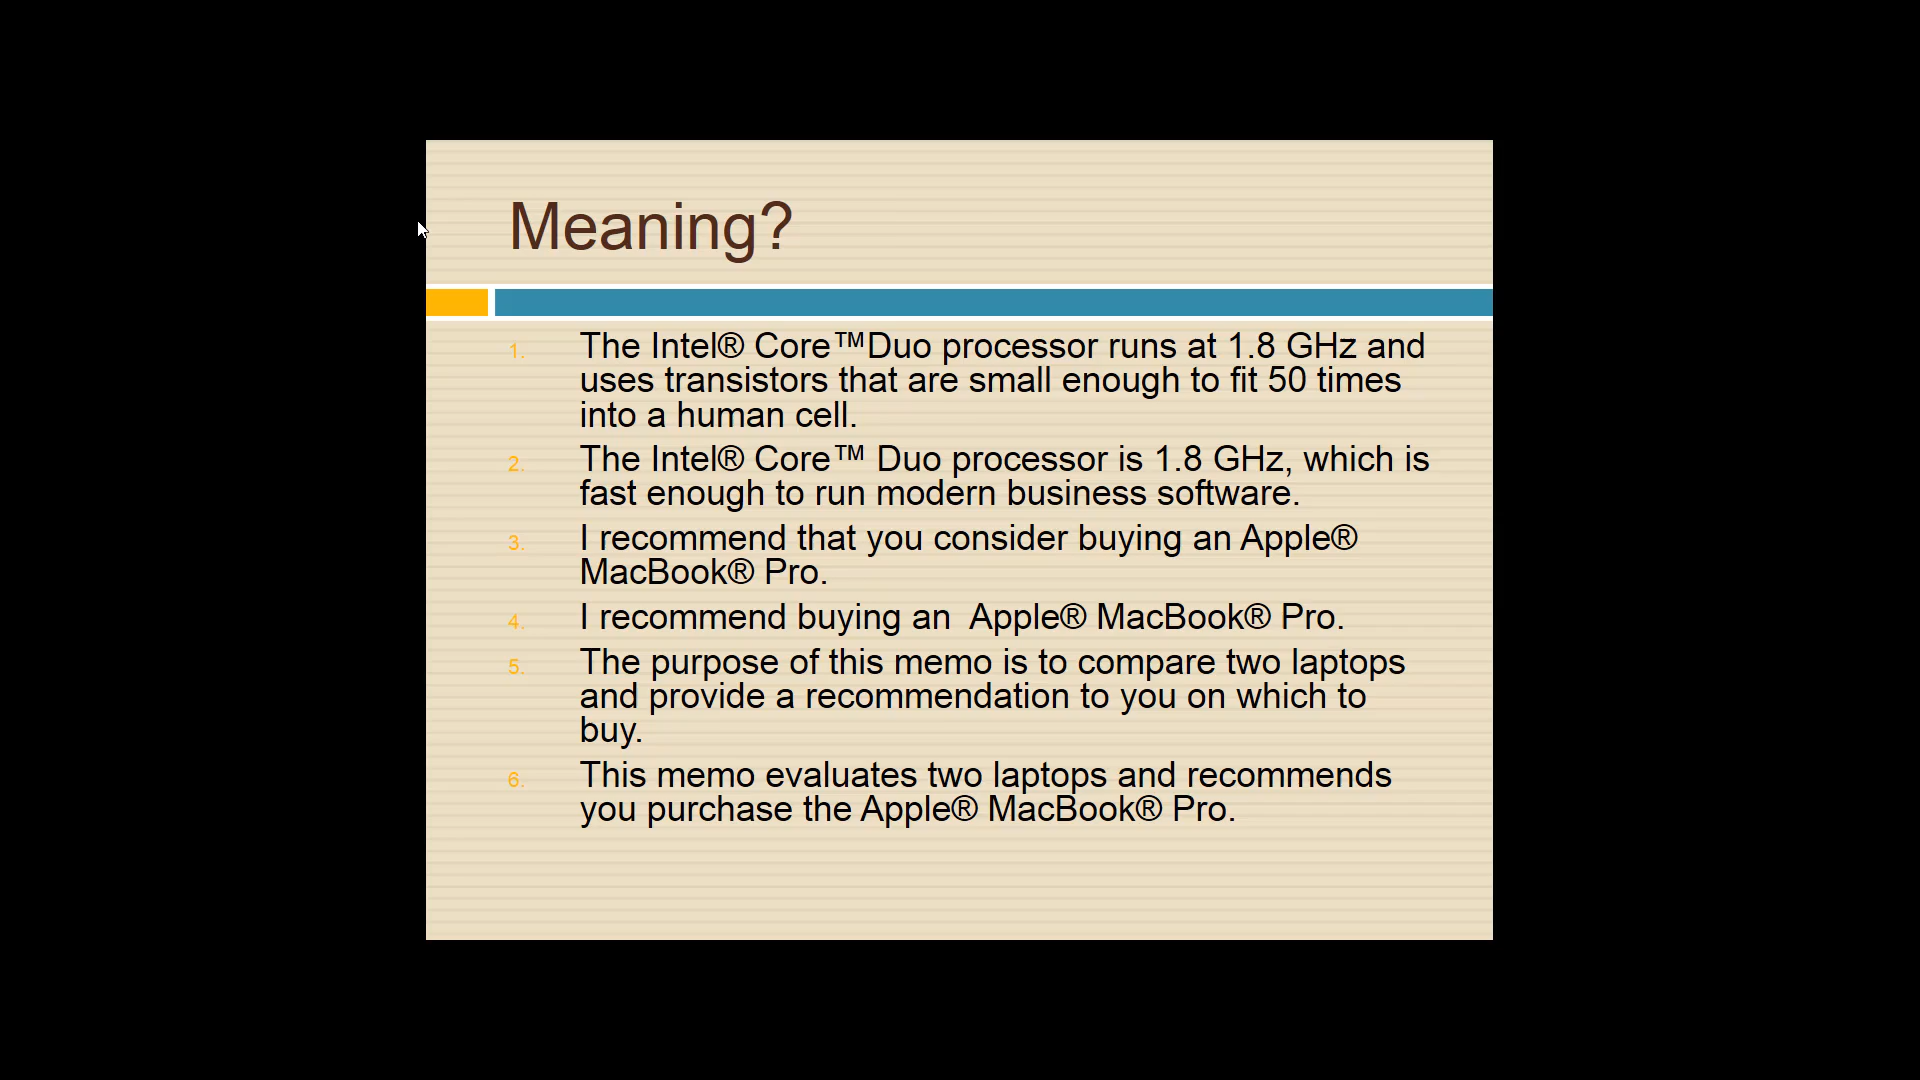 Meaning?
1. The Intel® Core™Duo processor runs at 1.8 GHz and
uses transistors that are small enough to fit 50 times
into a human cell.
2. The Intel® Core™ Duo processor is 1.8 GHz, which is
fast enough to run modern business software.
3. I recommend that you consider buying an Apple®
MacBook® Pro.
4. I recommend buying an  Apple® MacBook® Pro.
5. The purpose of this memo is to compare two laptops
and provide a recommendation to you on which to
buy.
6. This memo evaluates two laptops and recommends
you purchase the Apple® MacBook® Pro.